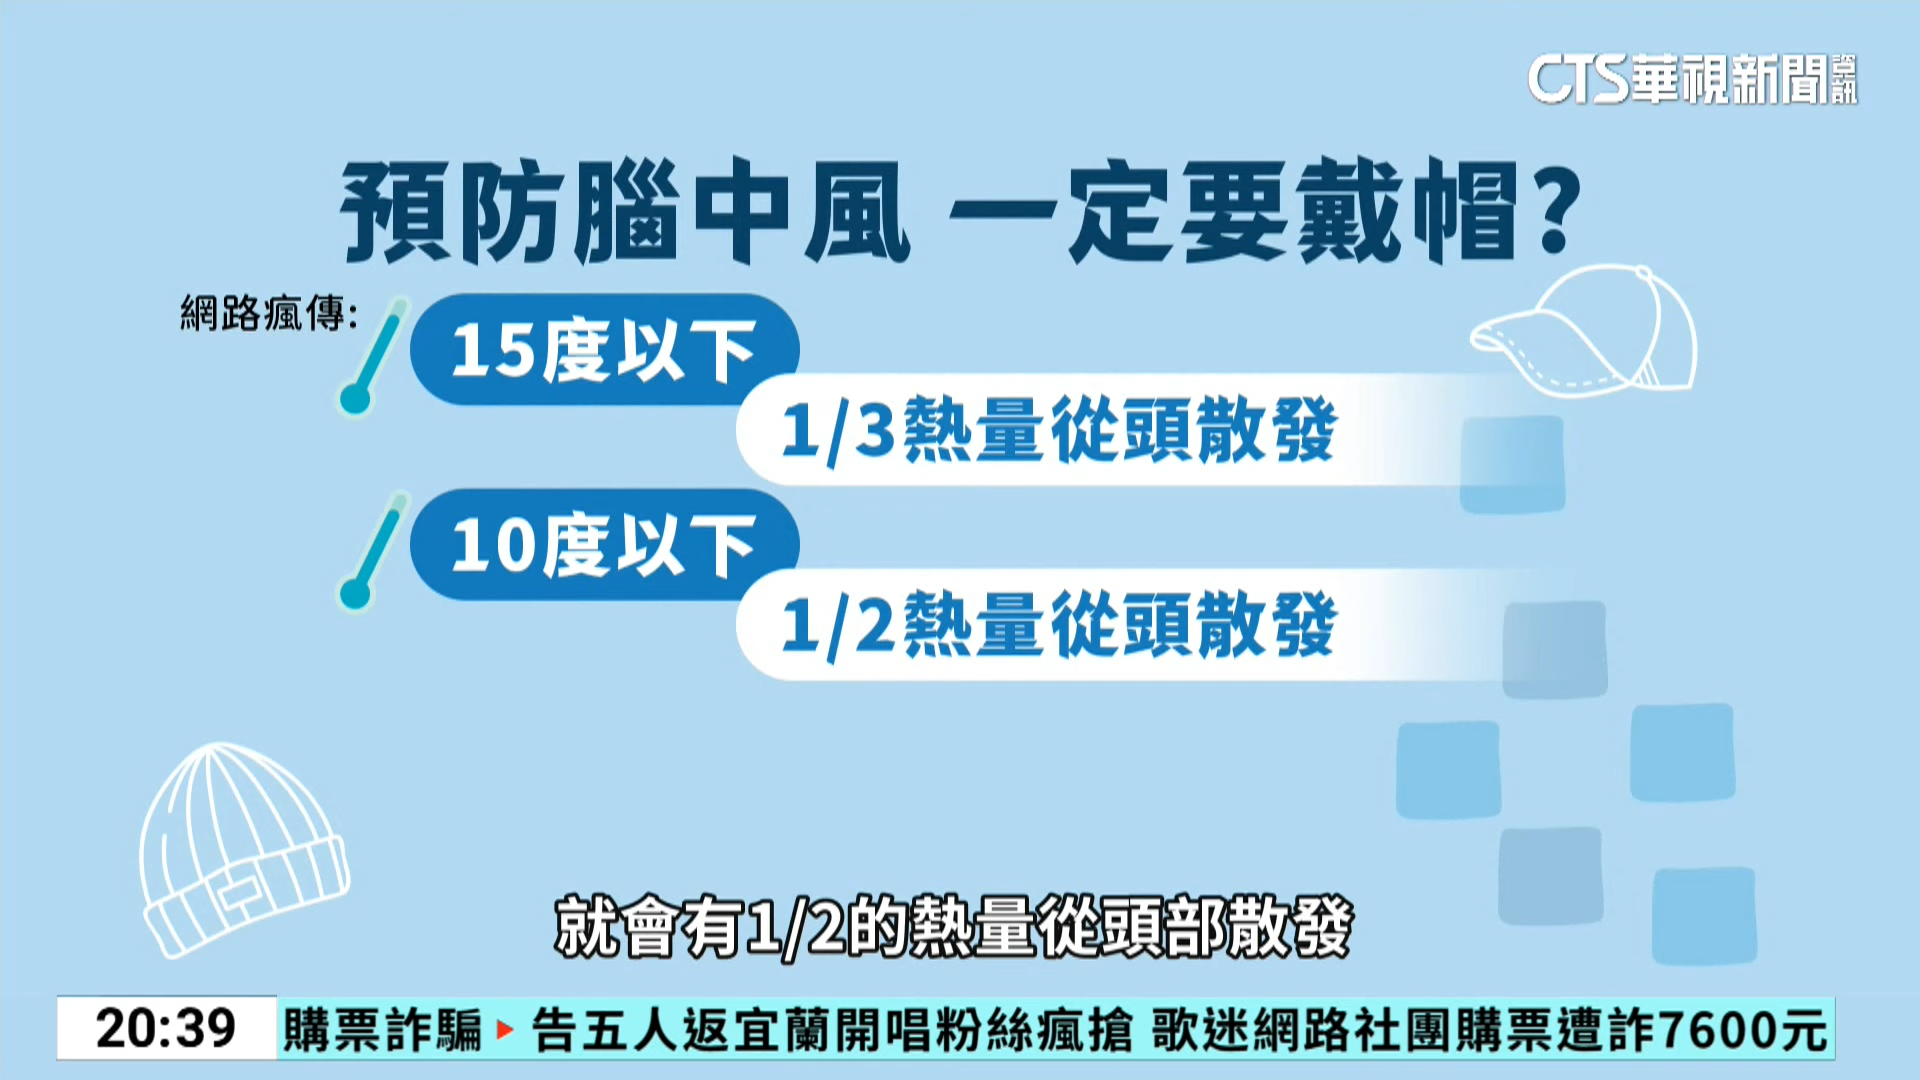 CTS華視新聞資訊
預防腦中風 一定要戴帽?
網路瘋傳:
15度以下
1/3熱量從頭散發
10度以下
1/2熱量從頭散發
就會有1/2的熱量從頭部散發
20:39 購票詐騙▶告五人返宜蘭開唱粉絲瘋搶 歌迷網路社團購票遭詐7600元